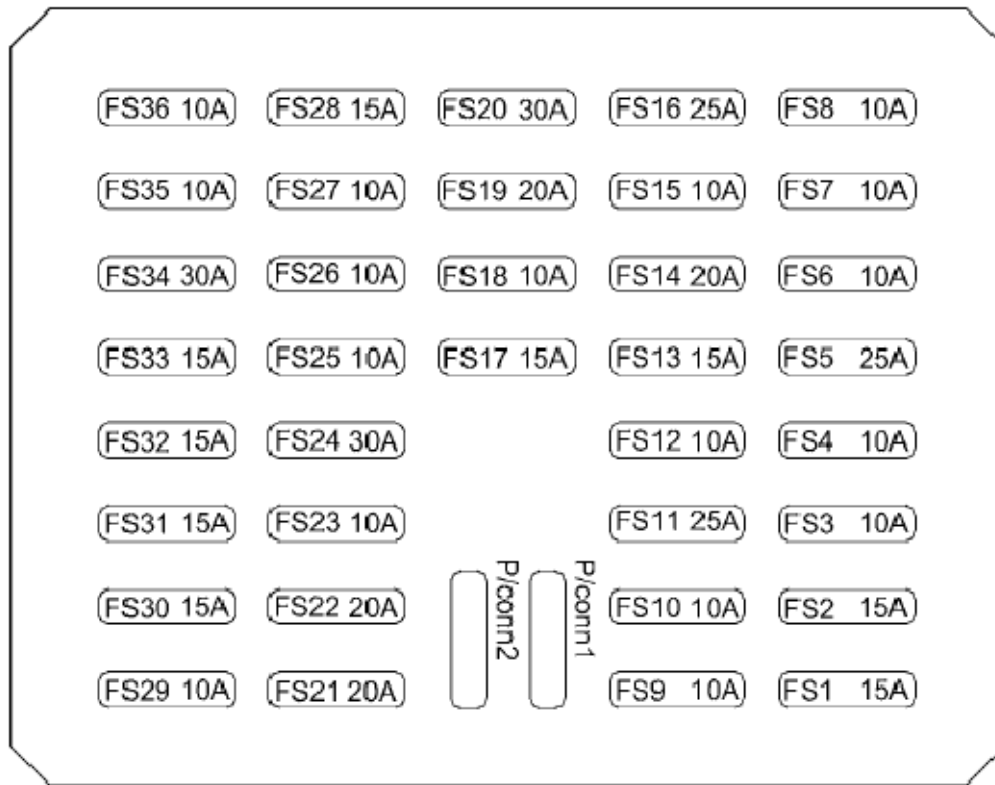 FS36 10A FS28 15A FS20 30A FS16 25A FS8 10A
FS35 10A FS27 10A FS19 20A FS15 10A FS7 10A
FS34 30A FS26 10A FS18 10A FS14 20A FS6 10A
FS33 15A FS25 10A FS17 15A FS13 15A FS5 25A
FS32 15A FS24 30A FS12 10A FS4 10A
FS31 15A FS23 10A FS11 25A FS3 10A
FS30 15A FS22 20A FS10 10A FS2 15A
FS29 10A FS21 20A FS9 10A FS1 15A
P/conn2
P/conn1